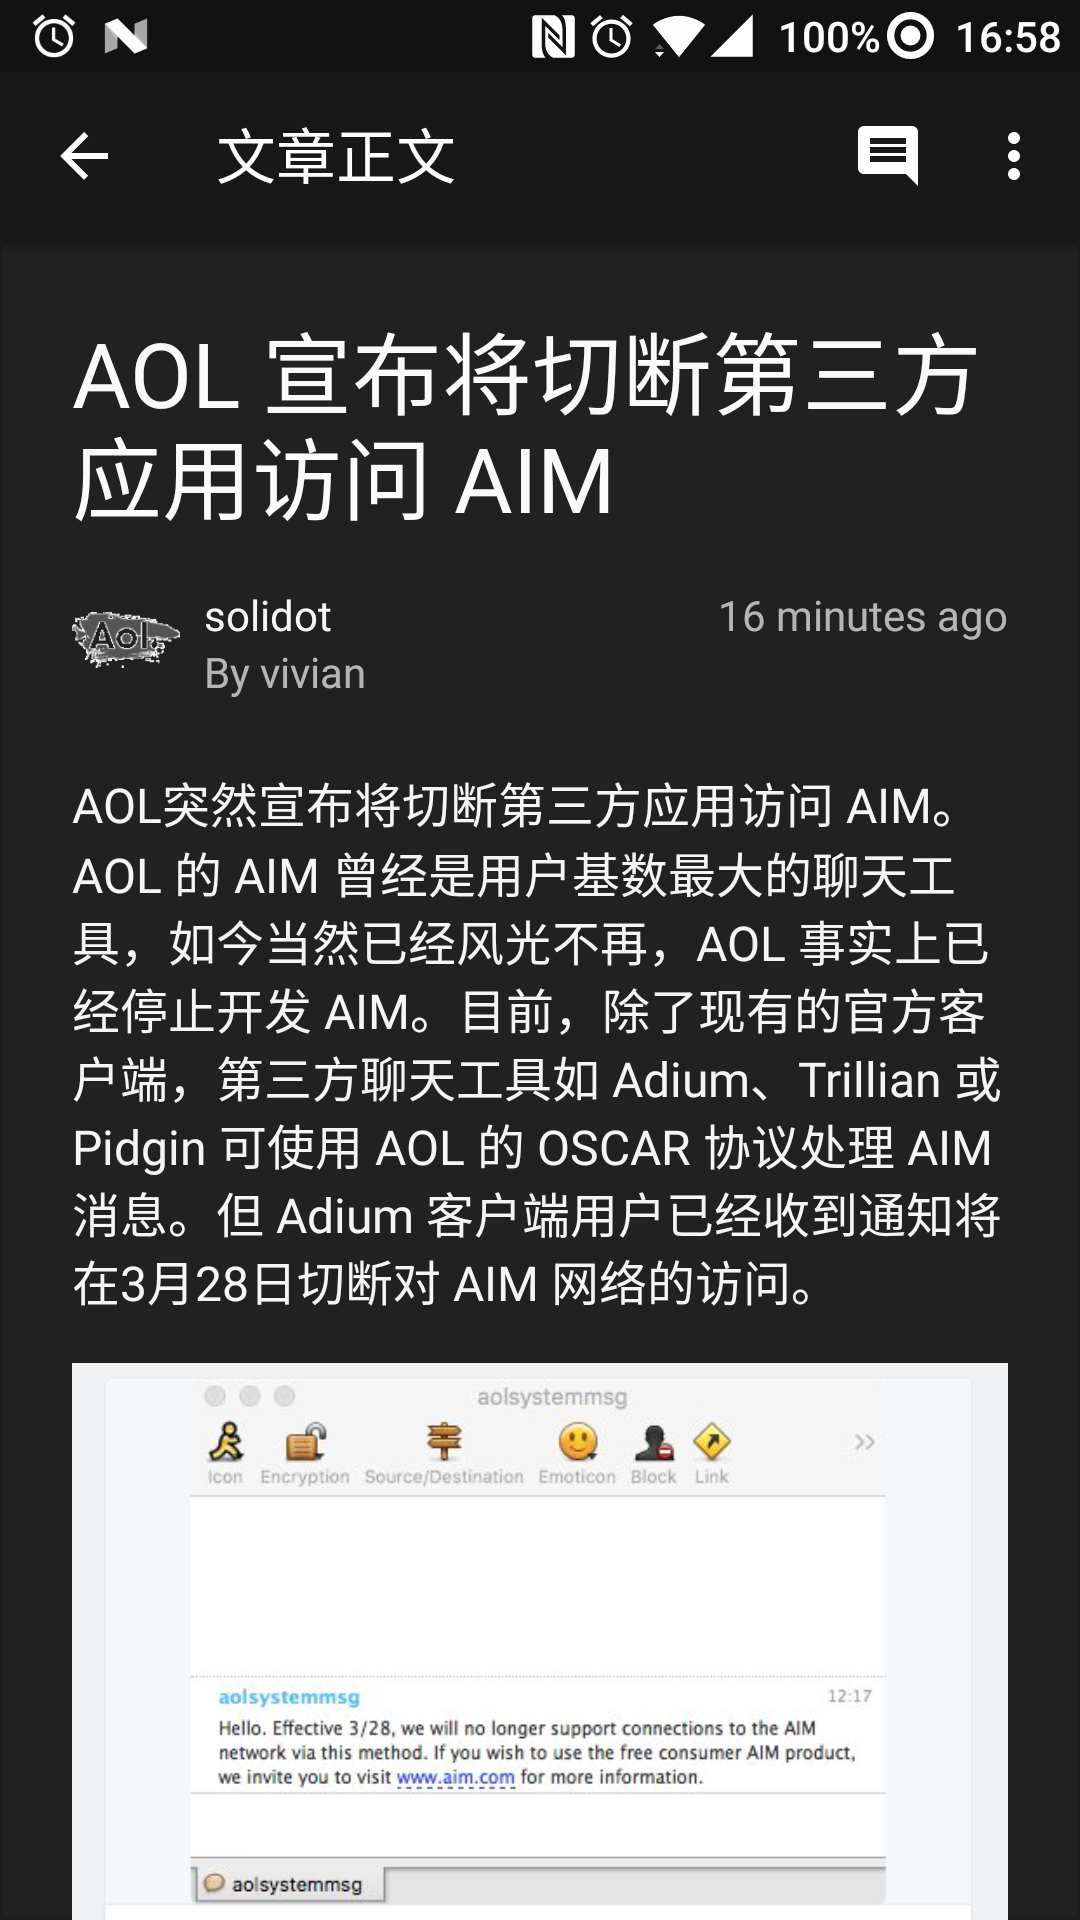 100% 16:58
文章正文
AOL 宣布将切断第三方
应用访问 AIM
Aol.
solidot
16 minutes ago
By vivian
AOL突然宣布将切断第三方应用访问 AIM。
AOL 的 AIM 曾经是用户基数最大的聊天工
具，如今当然已经风光不再，AOL 事实上已
经停止开发 AIM。目前，除了现有的官方客
户端，第三方聊天工具如 Adium、Trillian 或
Pidgin 可使用 AOL 的 OSCAR 协议处理 AIM
消息。但 Adium 客户端用户已经收到通知将
在3月28日切断对 AIM 网络的访问。
aolsystemmsg
Icon Encryption Source/Destination Emoticon Block Link
aolsystemmsg 12:17
Hello. Effective 3/28, we will no longer support connections to the AIM
network via this method. If you wish to use the free consumer AIM product,
we invite you to visit www.aim.com for more information.
aolsystemmsg